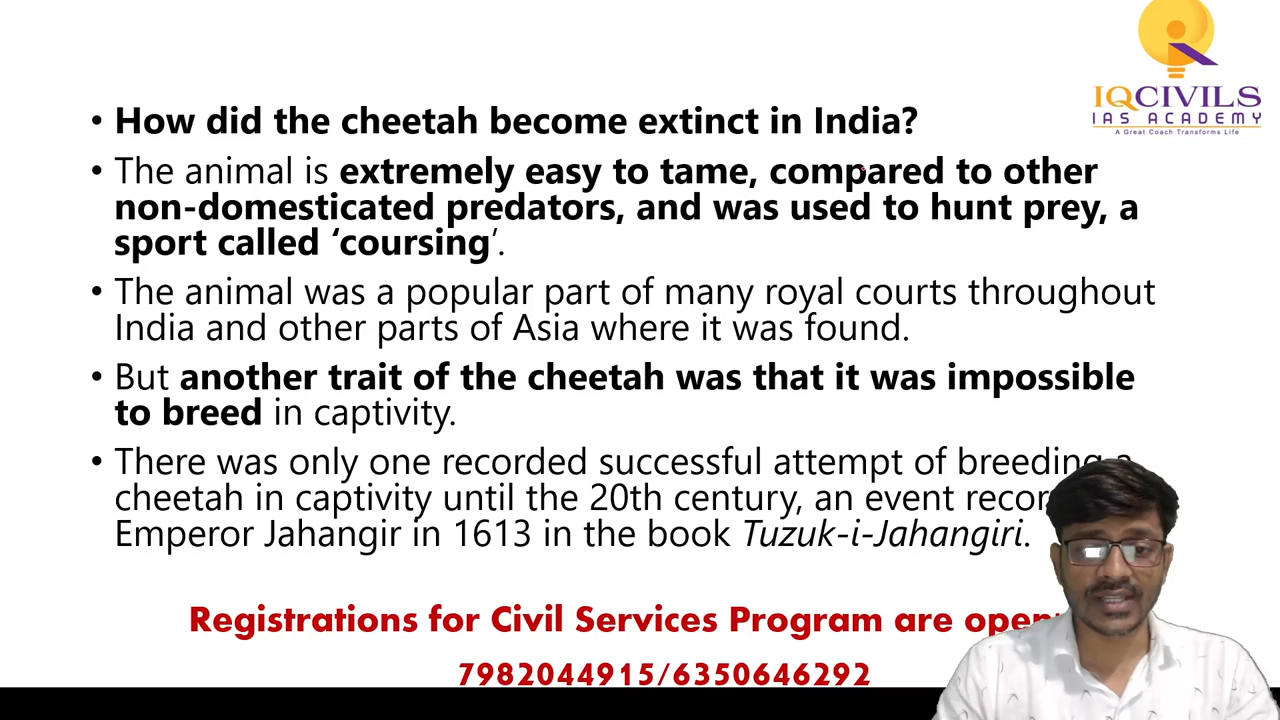 IQCIVILS
IAS ACADEMY
A Great Coach Transforms Life
• How did the cheetah become extinct in India?
• The animal is extremely easy to tame, compared to other
non-domesticated predators, and was used to hunt prey, a
sport called ‘coursing’.
• The animal was a popular part of many royal courts throughout
India and other parts of Asia where it was found.
• But another trait of the cheetah was that it was impossible
to breed in captivity.
• There was only one recorded successful attempt of breeding a
cheetah in captivity until the 20th century, an event
Emperor Jahangir in 1613 in the book Tuzuk-i-Jahangiri.
Registrations for Civil Services Program are
7982044915/6350646292